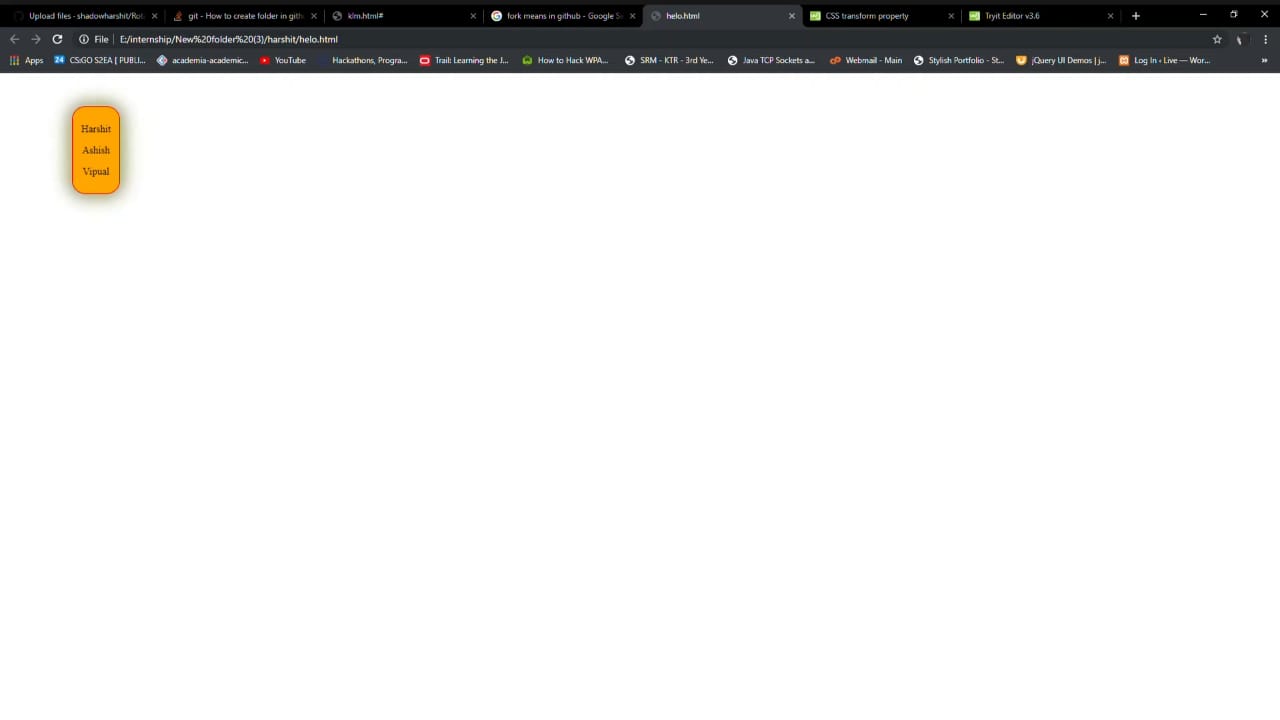 Upload files · shadowharshit/Rob
git - How to create folder in gith
klm.html#
fork means in github - Google Se
helo.html
CSS transform property
Tryit Editor v3.6
File
E:/internship/New%20folder%20(3)/harshit/helo.html
Apps
24
CS:GO S2EA | PUBLI...
academia-academic...
YouTube
Hackathons, Progra...
Trail: Learning the J...
How to Hack WPA...
SRM - KTR - 3rd Ye...
Java TCP Sockets a...
Webmail - Main
Stylish Portfolio - St...
jQuery UI Demos | j...
Log In ‹ Live — Wor...
Harshit
Ashish
Vipual